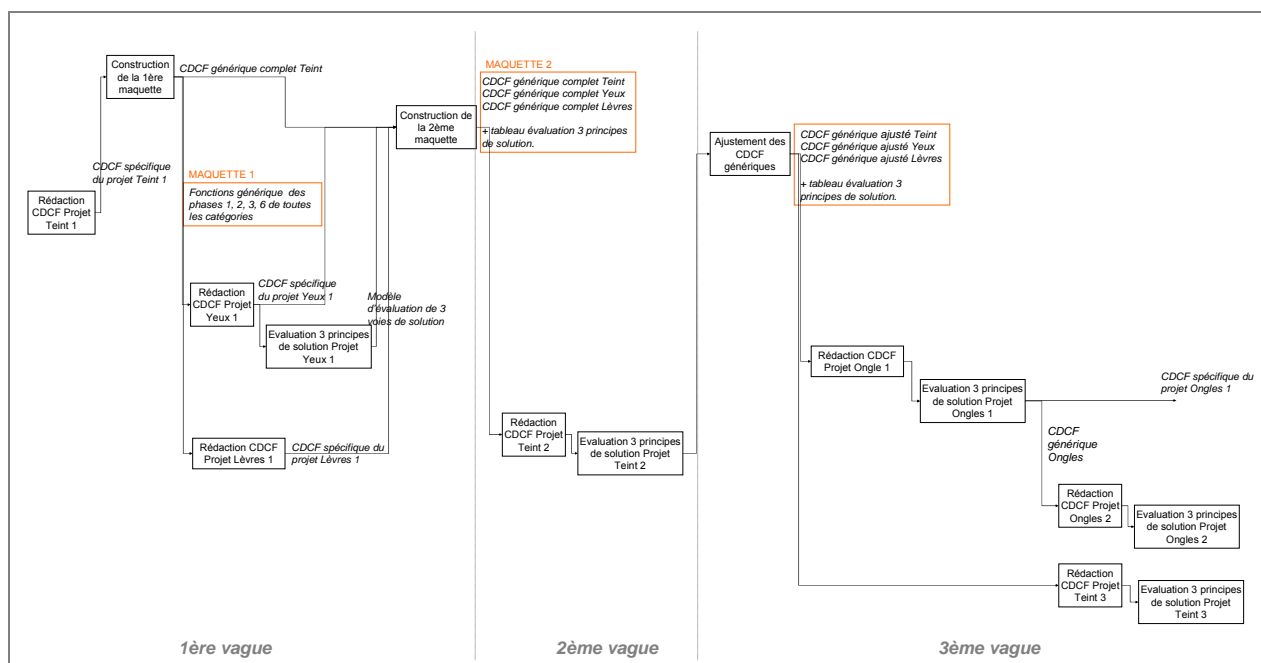 Construction
de la 1ère
maquette
CDCF générique complet Teint
CDCF spécifique
du projet Teint 1
Rédaction
CDCF Projet
Teint 1
MAQUETTE 1
Fonctions générique des
phases 1, 2, 3, 6 de toutes
les catégories
Rédaction
CDCF Projet
Yeux 1
CDCF spécifique
du projet Yeux 1
Evaluation 3 principes
de solution Projet
Yeux 1
Modèle
d'évaluation de 3
voies de solution
Rédaction CDCF
Projet Lèvres 1
CDCF spécifique du
projet Lèvres 1
Construction de
la 2ème
maquette
1ère vague
MAQUETTE 2
CDCF générique complet Teint
CDCF générique complet Yeux
CDCF générique complet Lèvres
+ tableau évaluation 3 principes
de solution.
Rédaction
CDCF Projet
Teint 2
Evaluation 3 principes
de solution Projet
Teint 2
2ème vague
Ajustement des
CDCF
génériques
CDCF générique ajusté Teint
CDCF générique ajusté Yeux
CDCF générique ajusté Lèvres
+ tableau évaluation 3
principes de solution.
Rédaction CDCF
Projet Ongle 1
Evaluation 3 principes
de solution Projet
Ongles 1
CDCF spécifique du
projet Ongles 1
CDCF
générique
Ongles
Rédaction
CDCF Projet
Ongles 2
Evaluation 3 principes
de solution Projet
Ongles 2
Rédaction
CDCF Projet
Teint 3
Evaluation 3 principes
de solution Projet
Teint 3
3ème vague